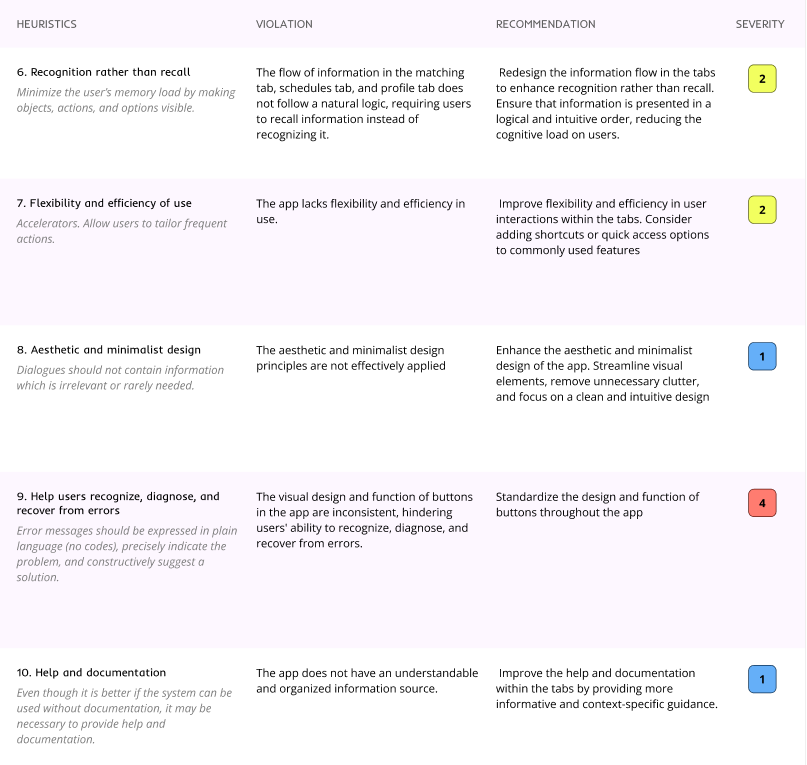 HEURISTICS
VIOLATION
RECOMMENDATION
SEVERITY
6. Recognition rather than recall
Minimize the user's memory load by making
objects, actions, and options visible.
The flow of information in the matching
tab, schedules tab, and profile tab does
not follow a natural logic, requiring users
to recall information instead of
recognizing it.
Redesign the information flow in the tabs
to enhance recognition rather than recall.
Ensure that information is presented in a
logical and intuitive order, reducing the
cognitive load on users.
2
7. Flexibility and efficiency of use
Accelerators. Allow users to tailor frequent
actions.
The app lacks flexibility and efficiency in
use.
Improve flexibility and efficiency in user
interactions within the tabs. Consider
adding shortcuts or quick access options
to commonly used features
2
8. Aesthetic and minimalist design
Dialogues should not contain information
which is irrelevant or rarely needed.
The aesthetic and minimalist design
principles are not effectively applied
Enhance the aesthetic and minimalist
design of the app. Streamline visual
elements, remove unnecessary clutter,
and focus on a clean and intuitive design
1
9. Help users recognize, diagnose, and
recover from errors
Error messages should be expressed in plain
language (no codes), precisely indicate the
problem, and constructively suggest a
solution.
The visual design and function of buttons
in the app are inconsistent, hindering
users' ability to recognize, diagnose, and
recover from errors.
Standardize the design and function of
buttons throughout the app
4
10. Help and documentation
Even though it is better if the system can be
used without documentation, it may be
necessary to provide help and
documentation.
The app does not have an understandable
and organized information source.
Improve the help and documentation
within the tabs by providing more
informative and context-specific guidance.
1